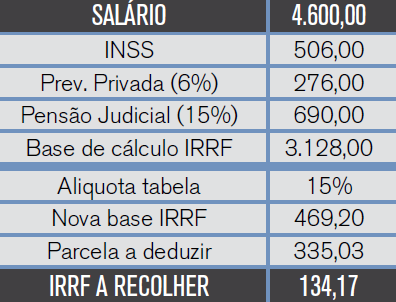 SALÁRIO 4.600,00
INSS 506,00
Prev. Privada (6%) 276,00
Pensão Judicial (15%) 690,00
Base de cálculo IRRF 3.128,00
Aliquota tabela 15%
Nova base IRRF 469,20
Parcela a deduzir 335,03
IRRF A RECOLHER 134,17